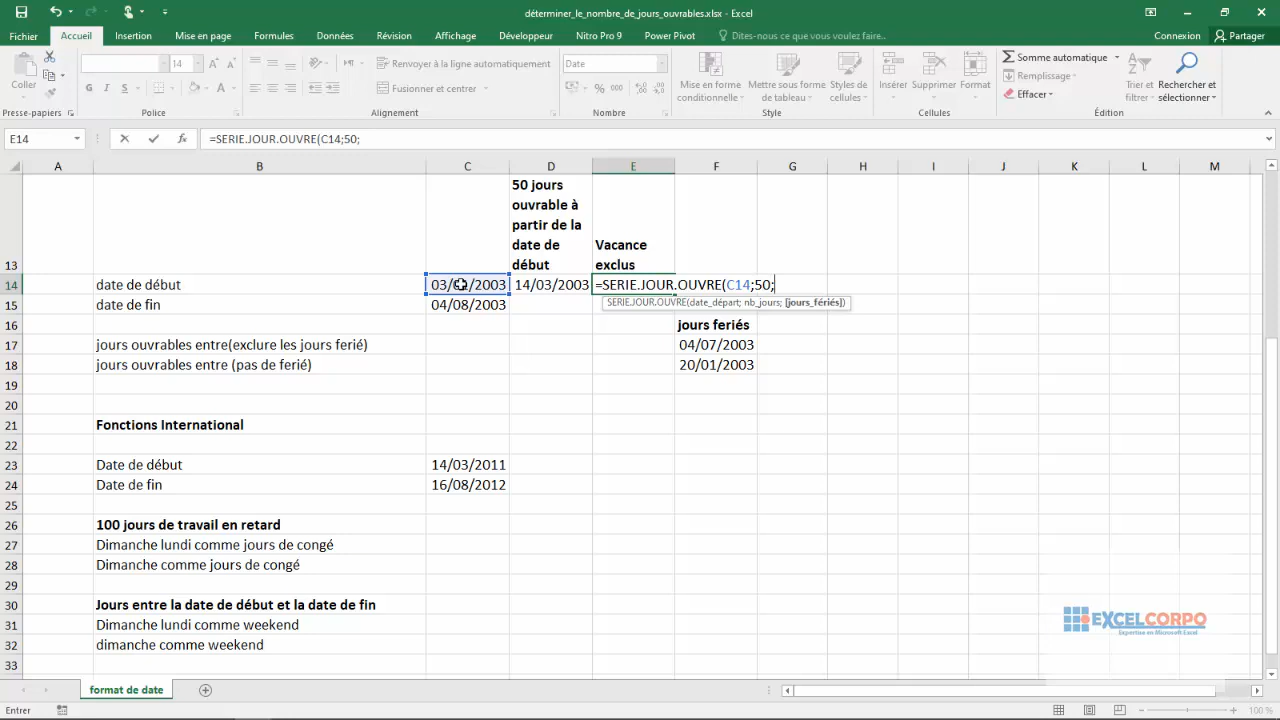 déterminer_le_nombre_de_jours_ouvrables.xlsx - Excel
Fichier Accueil Insertion Mise en page Formules Données Révision Affichage Développeur Nitro Pro 9 Power Pivot Dites-nous ce que vous voulez faire.. Connexion Partager
14 Renvoyer à la ligne automatiquement Date Somme automatique
Coller G I S Fusionner et centrer % 000 Mise en forme conditionnelle Mettre sous forme de tableau Styles de cellules Insérer Supprimer Format Remplissage Effacer Trier et filtrer Rechercher et sélectionner
Presse-papiers Police Alignement Nombre Style Cellules Édition
E14 fx =SERIE.JOUR.OUVRE(C14;50;
A B C D E F G H I J K L M
50 jours
ouvrable à
partir de la
date de Vacance
13 début exclus
14 date de début 03/ /2003 14/03/2003 =SERIE.JOUR.OUVRE(C14;50;
15 date de fin 04/08/2003 SERIE.JOUR.OUVRE(date_départ; nb_jours; [jours_fériés])
16 jours feriés
17 jours ouvrables entre(exclure les jours ferié) 04/07/2003
18 jours ouvrables entre (pas de ferié) 20/01/2003
19
20
21 Fonctions International
22
23 Date de début 14/03/2011
24 Date de fin 16/08/2012
25
26 100 jours de travail en retard
27 Dimanche lundi comme jours de congé
28 Dimanche comme jours de congé
29
30 Jours entre la date de début et la date de fin
31 Dimanche lundi comme weekend
32 dimanche comme weekend
33
EXCELCORPO
Expertise en Microsoft Excel
format de date
Entrer 100 %